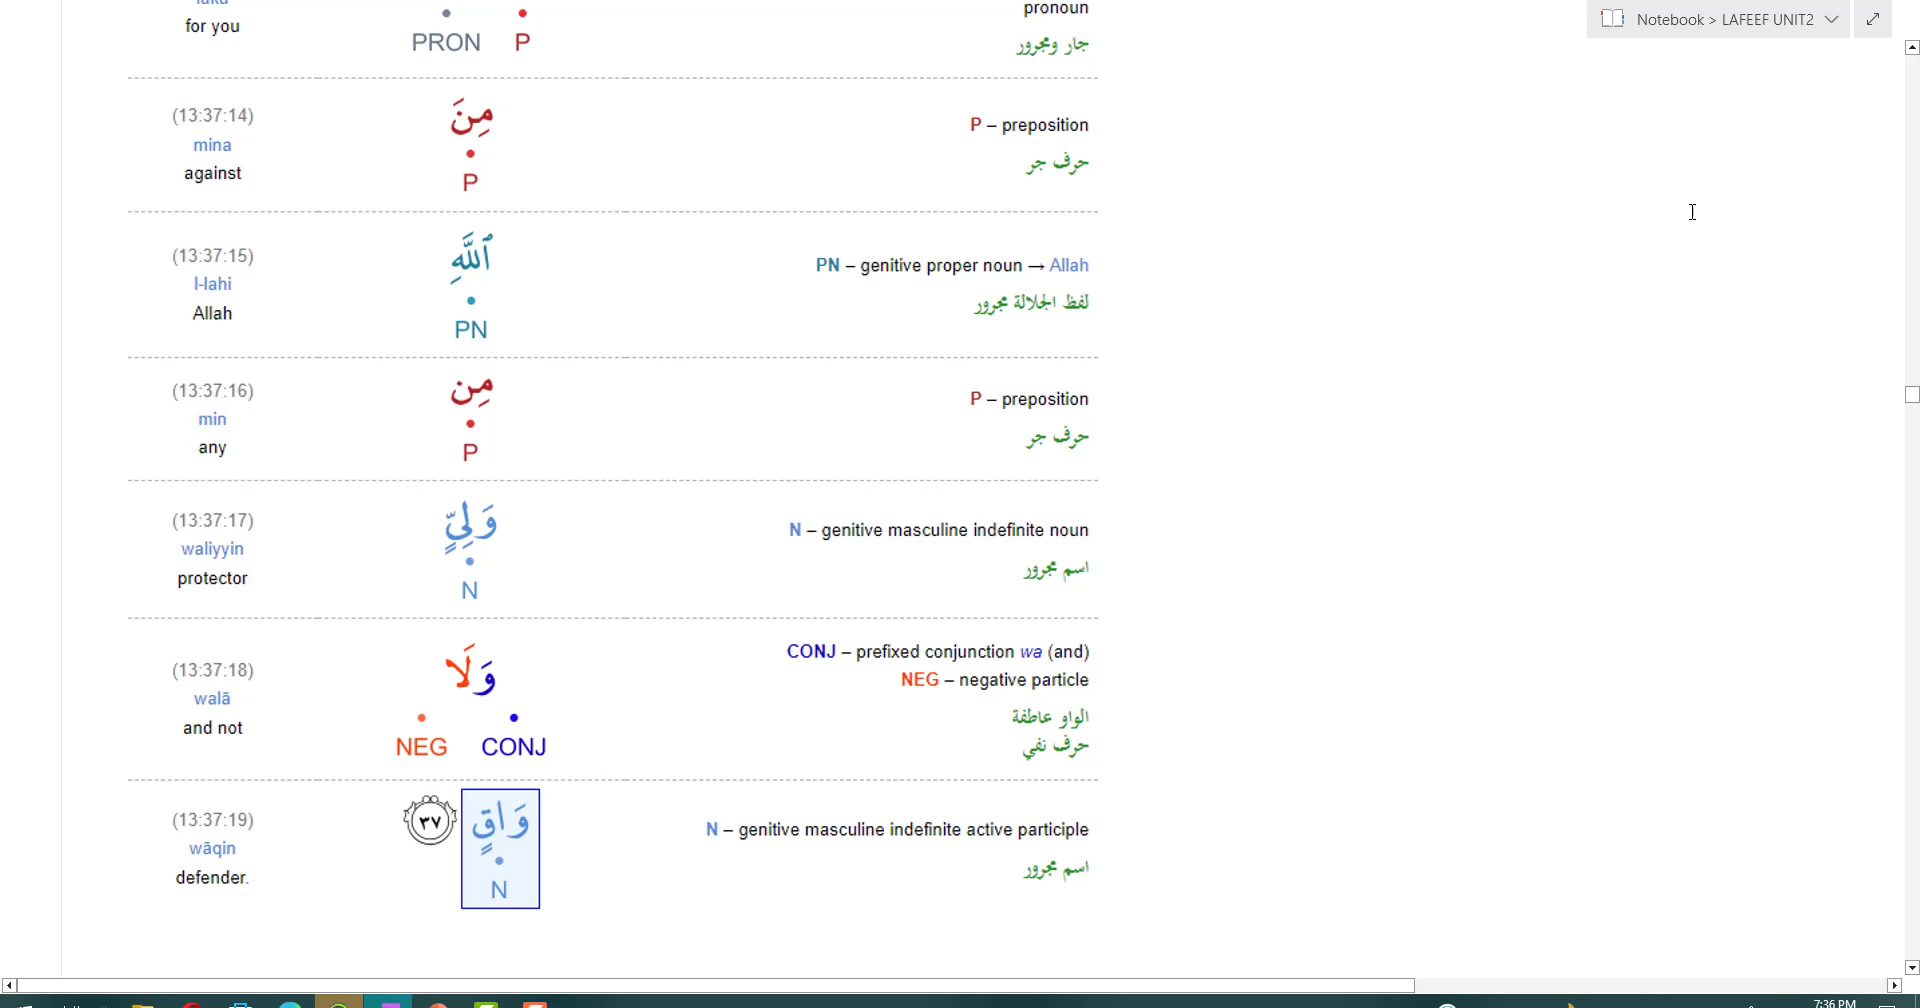 Notebook > LAFEEF UNIT2
for you
PRON P
pronoun
جار ومجرور
(13:37:14)
mina
against
مِنَ
P
P – preposition
حرف جر
(13:37:15)
l-lahi
Allah
ٱللَّهِ
PN
PN – genitive proper noun → Allah
لفظ الجلالة مجرور
(13:37:16)
min
any
مِن
P
P – preposition
حرف جر
(13:37:17)
waliyyin
protector
وَلِىٍّ
N
N – genitive masculine indefinite noun
اسم مجرور
(13:37:18)
walā
and not
وَلَا
NEG CONJ
CONJ – prefixed conjunction wa (and)
NEG – negative particle
الواو عاطفة
حرف نفي
(13:37:19)
wāqin
defender.
وَاقٍ ٣٧
N
N – genitive masculine indefinite active participle
اسم مجرور
7:36 PM